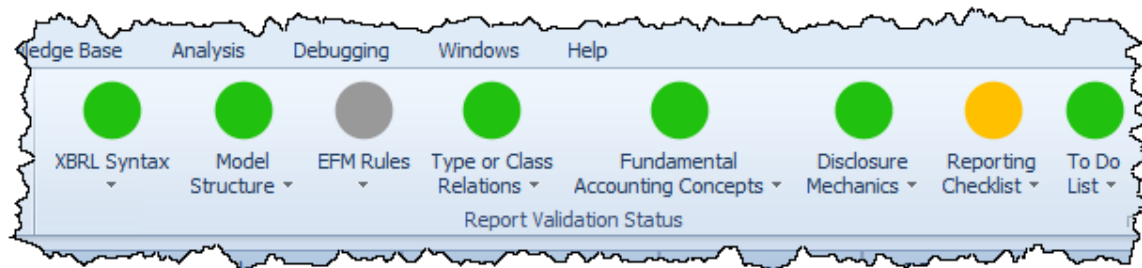 ledge Base Analysis Debugging Windows Help
XBRL Syntax Model Structure EFM Rules Type or Class Relations Fundamental Accounting Concepts Disclosure Mechanics Reporting Checklist To Do List
Report Validation Status